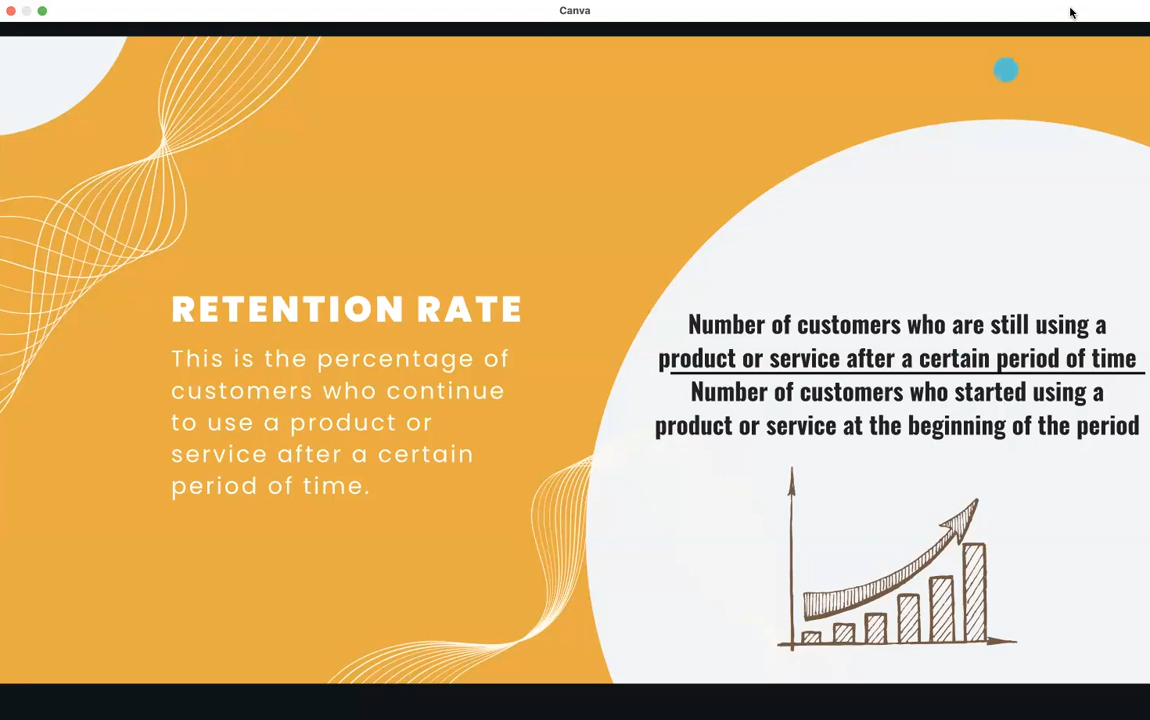 Canva
RETENTION RATE
This is the percentage of
customers who continue
to use a product or
service after a certain
period of time.
Number of customers who are still using a
product or service after a certain period of time
Number of customers who started using a
product or service at the beginning of the period